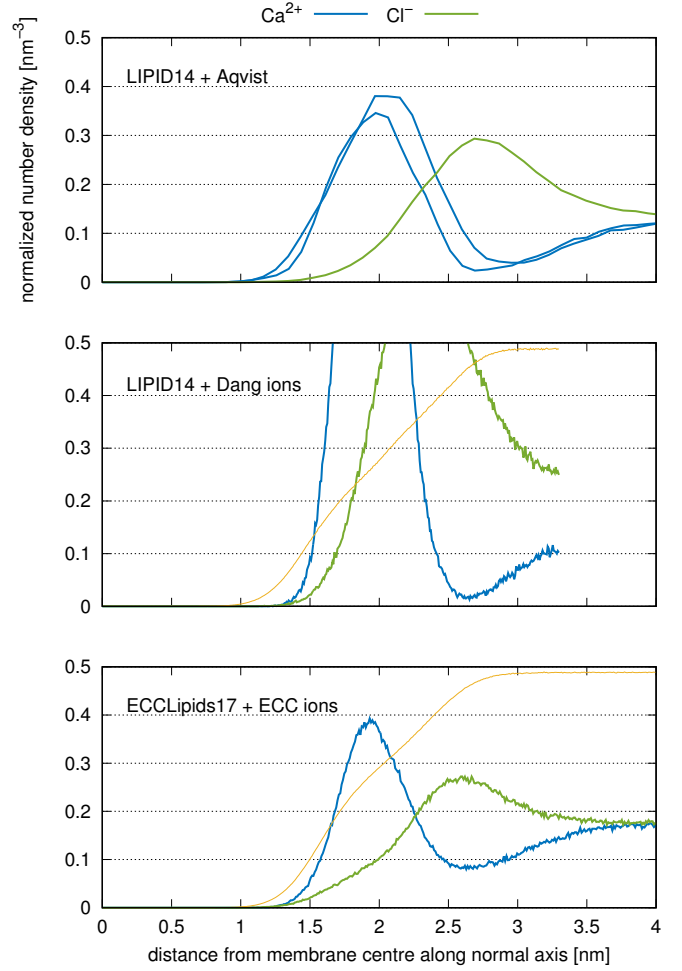 Ca²⁺ Cl⁻
normalized number density [nm⁻³]
0.5
0.4
0.3
0.2
0.1
0
LIPID14 + Aqvist
0.5
0.4
0.3
0.2
0.1
0
LIPID14 + Dang ions
0.5
0.4
0.3
0.2
0.1
0
ECCLipids17 + ECC ions
0 0.5 1 1.5 2 2.5 3 3.5 4
distance from membrane centre along normal axis [nm]